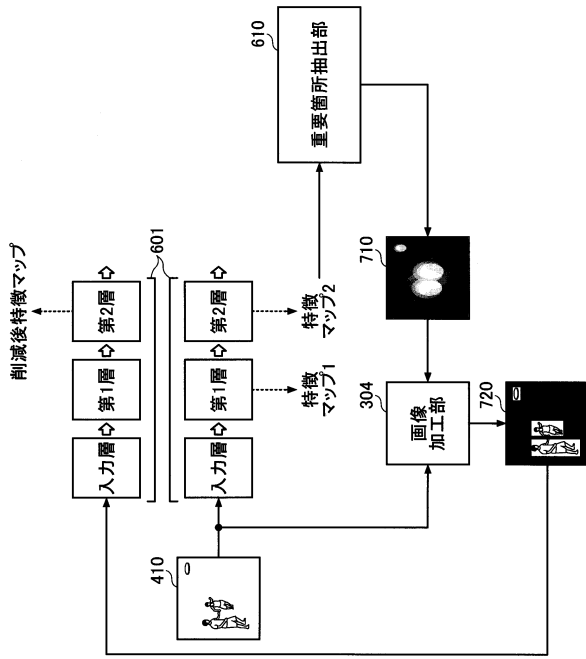 削減後特徴マップ
入力層
第1層
第2層
601
入力層
第1層
第2層
特徴
マップ1
特徴
マップ2
410
重要箇所抽出部
610
画像
加工部
304
710
720